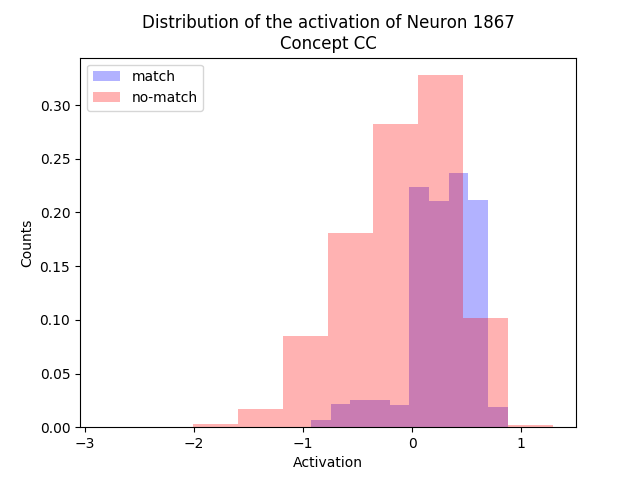 Distribution of the activation of Neuron 1867
Concept CC
match
no-match
0.30
0.25
0.20
0.15
0.10
0.05
0.00
Counts
−3
−2
−1
0
1
Activation